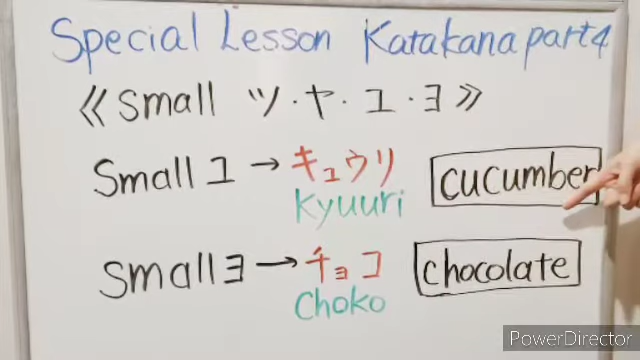 Special Lesson Katakana part4
《small ツ・ヤ・ユ・ヨ》
Small ユ → キュウリ cucumber
Kyuuri
Small ヨ → チョコ chocolate
Choko
PowerDirector